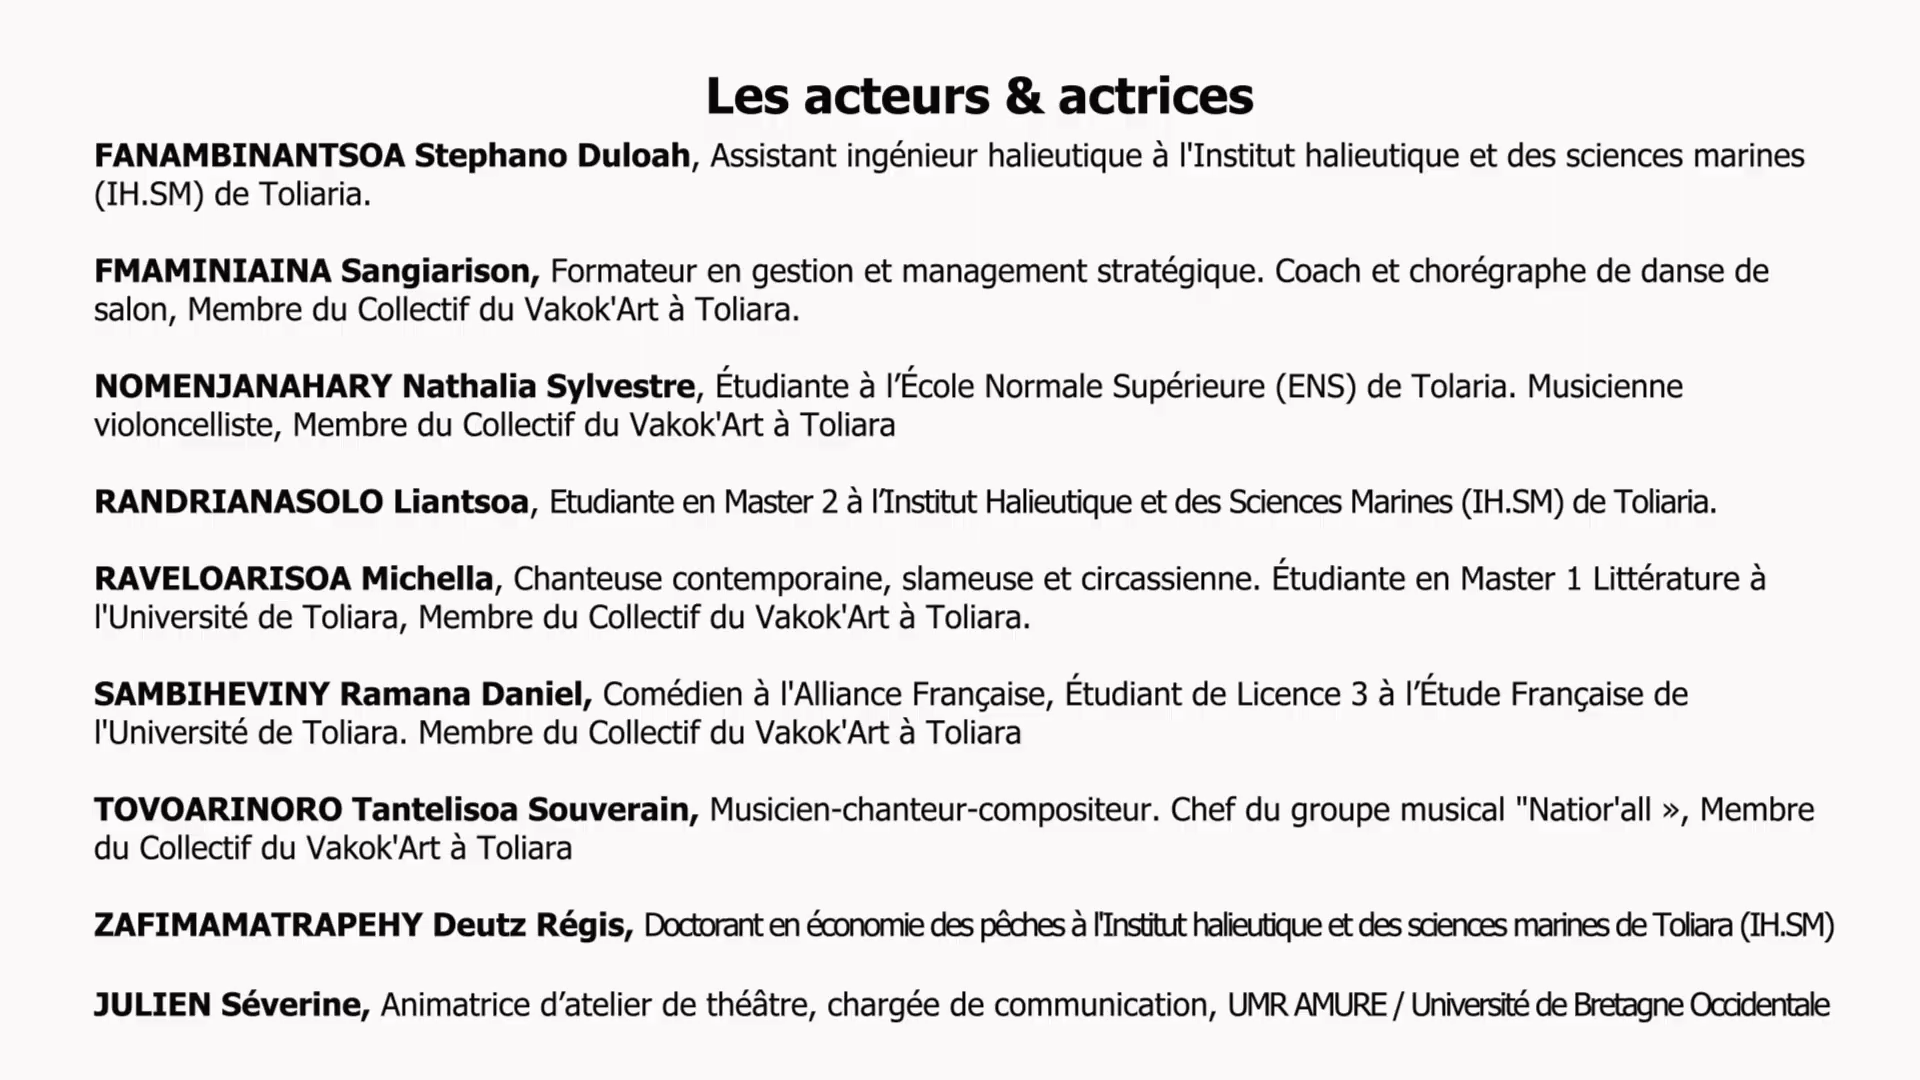 Les acteurs & actrices
FANAMBINANTSOA Stephano Duloah, Assistant ingénieur halieutique à l'Institut halieutique et des sciences marines
(IH.SM) de Toliaria.
FMAMINIAINA Sangiarison, Formateur en gestion et management stratégique. Coach et chorégraphe de danse de
salon, Membre du Collectif du Vakok'Art à Toliara.
NOMENJANAHARY Nathalia Sylvestre, Étudiante à l’École Normale Supérieure (ENS) de Tolaria. Musicienne
violoncelliste, Membre du Collectif du Vakok'Art à Toliara
RANDRIANASOLO Liantsoa, Etudiante en Master 2 à l’Institut Halieutique et des Sciences Marines (IH.SM) de Toliaria.
RAVELOARISOA Michella, Chanteuse contemporaine, slameuse et circassienne. Étudiante en Master 1 Littérature à
l'Université de Toliara, Membre du Collectif du Vakok'Art à Toliara.
SAMBIHEVINY Ramana Daniel, Comédien à l'Alliance Française, Étudiant de Licence 3 à l’Étude Française de
l'Université de Toliara. Membre du Collectif du Vakok'Art à Toliara
TOVOARINORO Tantelisoa Souverain, Musicien-chanteur-compositeur. Chef du groupe musical "Natior'all », Membre
du Collectif du Vakok'Art à Toliara
ZAFIMAMATRAPEHY Deutz Régis, Doctorant en économie des pêches à l'Institut halieutique et des sciences marines de Toliara (IH.SM)
JULIEN Séverine, Animatrice d’atelier de théâtre, chargée de communication, UMR AMURE / Université de Bretagne Occidentale